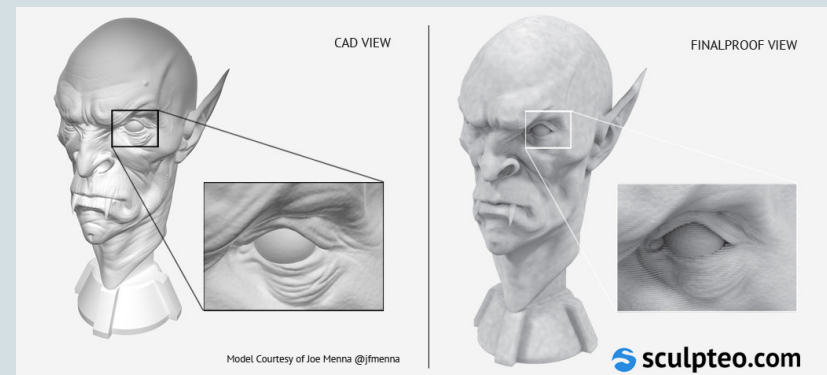 CAD VIEW
FINALPROOF VIEW
Model Courtesy of Joe Menna @jfmenna
sculpteo.com